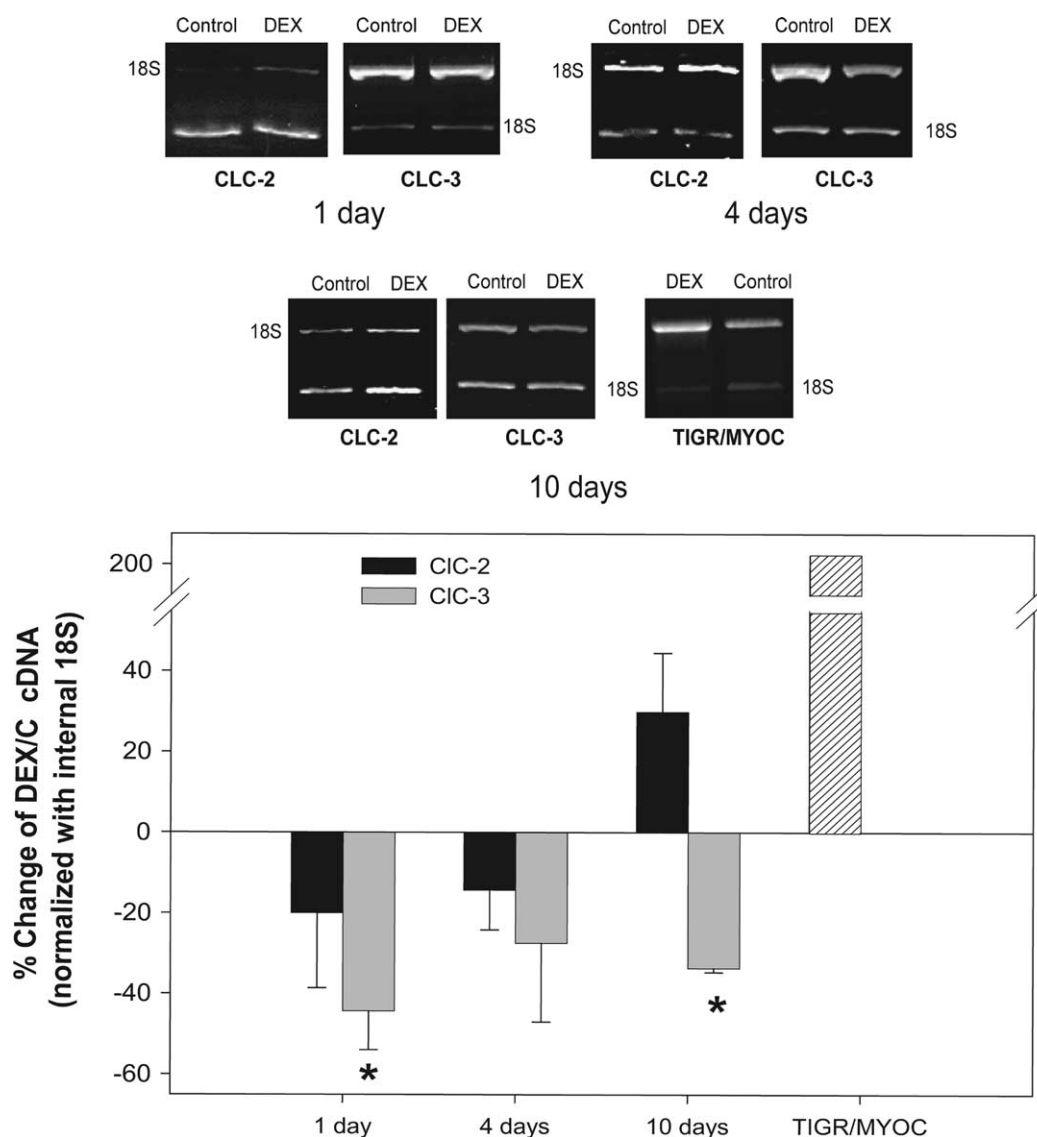 Control DEX Control DEX Control DEX Control DEX
18S 18S 18S 18S
CLC-2 CLC-3 CLC-2 CLC-3
1 day 4 days
Control DEX Control DEX DEX Control
18S 18S 18S
CLC-2 CLC-3 TIGR/MYOC
10 days
% Change of DEX/C cDNA
(normalized with internal 18S)
200
40
20
0
-20
-40
-60
ClC-2
ClC-3
*
*
1 day 4 days 10 days TIGR/MYOC